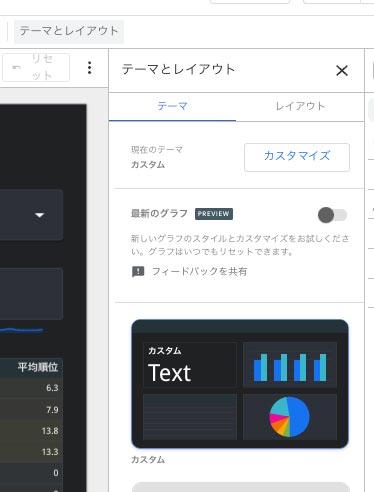 テーマとレイアウト
リセ
ット
テーマとレイアウト
テーマ
レイアウト
現在のテーマ
カスタム
カスタマイズ
最新のグラフ PREVIEW
新しいグラフのスタイルとカスタマイズをお試しくださ
い。グラフはいつでもリセットできます。
フィードバックを共有
カスタム
Text
カスタム
平均順位
6.3
7.9
13.8
13.3
0